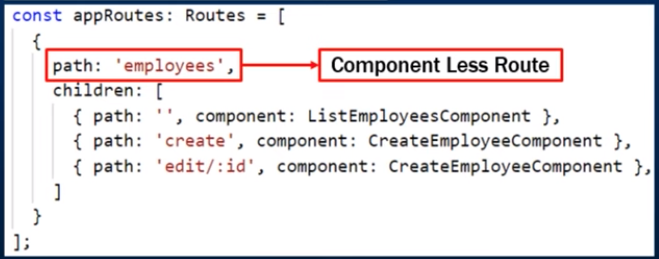 const appRoutes: Routes = [
{
path: 'employees', Component Less Route
children: [
{ path: '', component: ListEmployeesComponent },
{ path: 'create', component: CreateEmployeeComponent },
{ path: 'edit/:id', component: CreateEmployeeComponent },
]
}
];